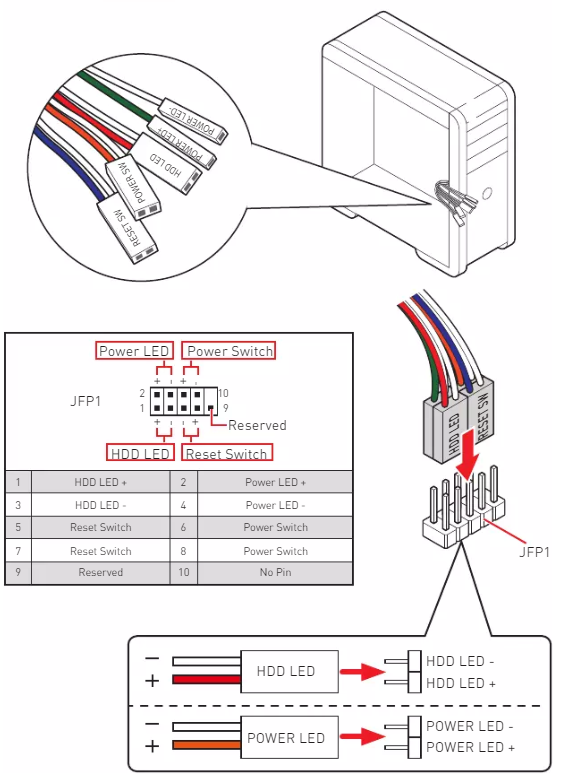 POWER LED-
POWER LED+
HDD LED
POWER SW
RESET SW
Power LED Power Switch
+ - + -
2 10
JFP1
1 9
+ - - +
Reserved
HDD LED Reset Switch
1 HDD LED + 2 Power LED +
3 HDD LED - 4 Power LED -
5 Reset Switch 6 Power Switch
7 Reset Switch 8 Power Switch
9 Reserved 10 No Pin
HDD LED
RESET SW
JFP1
− HDD LED -
HDD LED
+ HDD LED +
− POWER LED -
POWER LED
+ POWER LED +